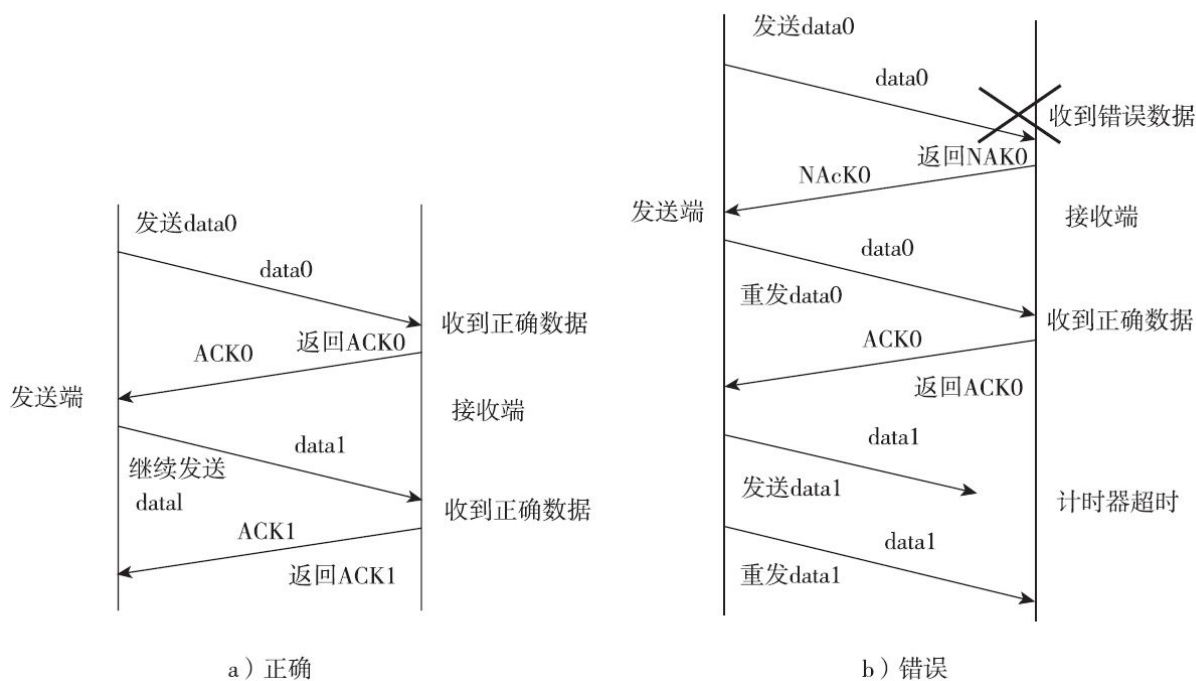 发送data0
data0
收到正确数据
返回ACK0
ACK0
发送端
接收端
data1
继续发送
datal
收到正确数据
ACK1
返回ACK1
a）正确
发送data0
data0
收到错误数据
返回NAK0
NAcK0
发送端
接收端
data0
重发data0
收到正确数据
ACK0
返回ACK0
data1
发送data1
计时器超时
data1
重发data1
b）错误